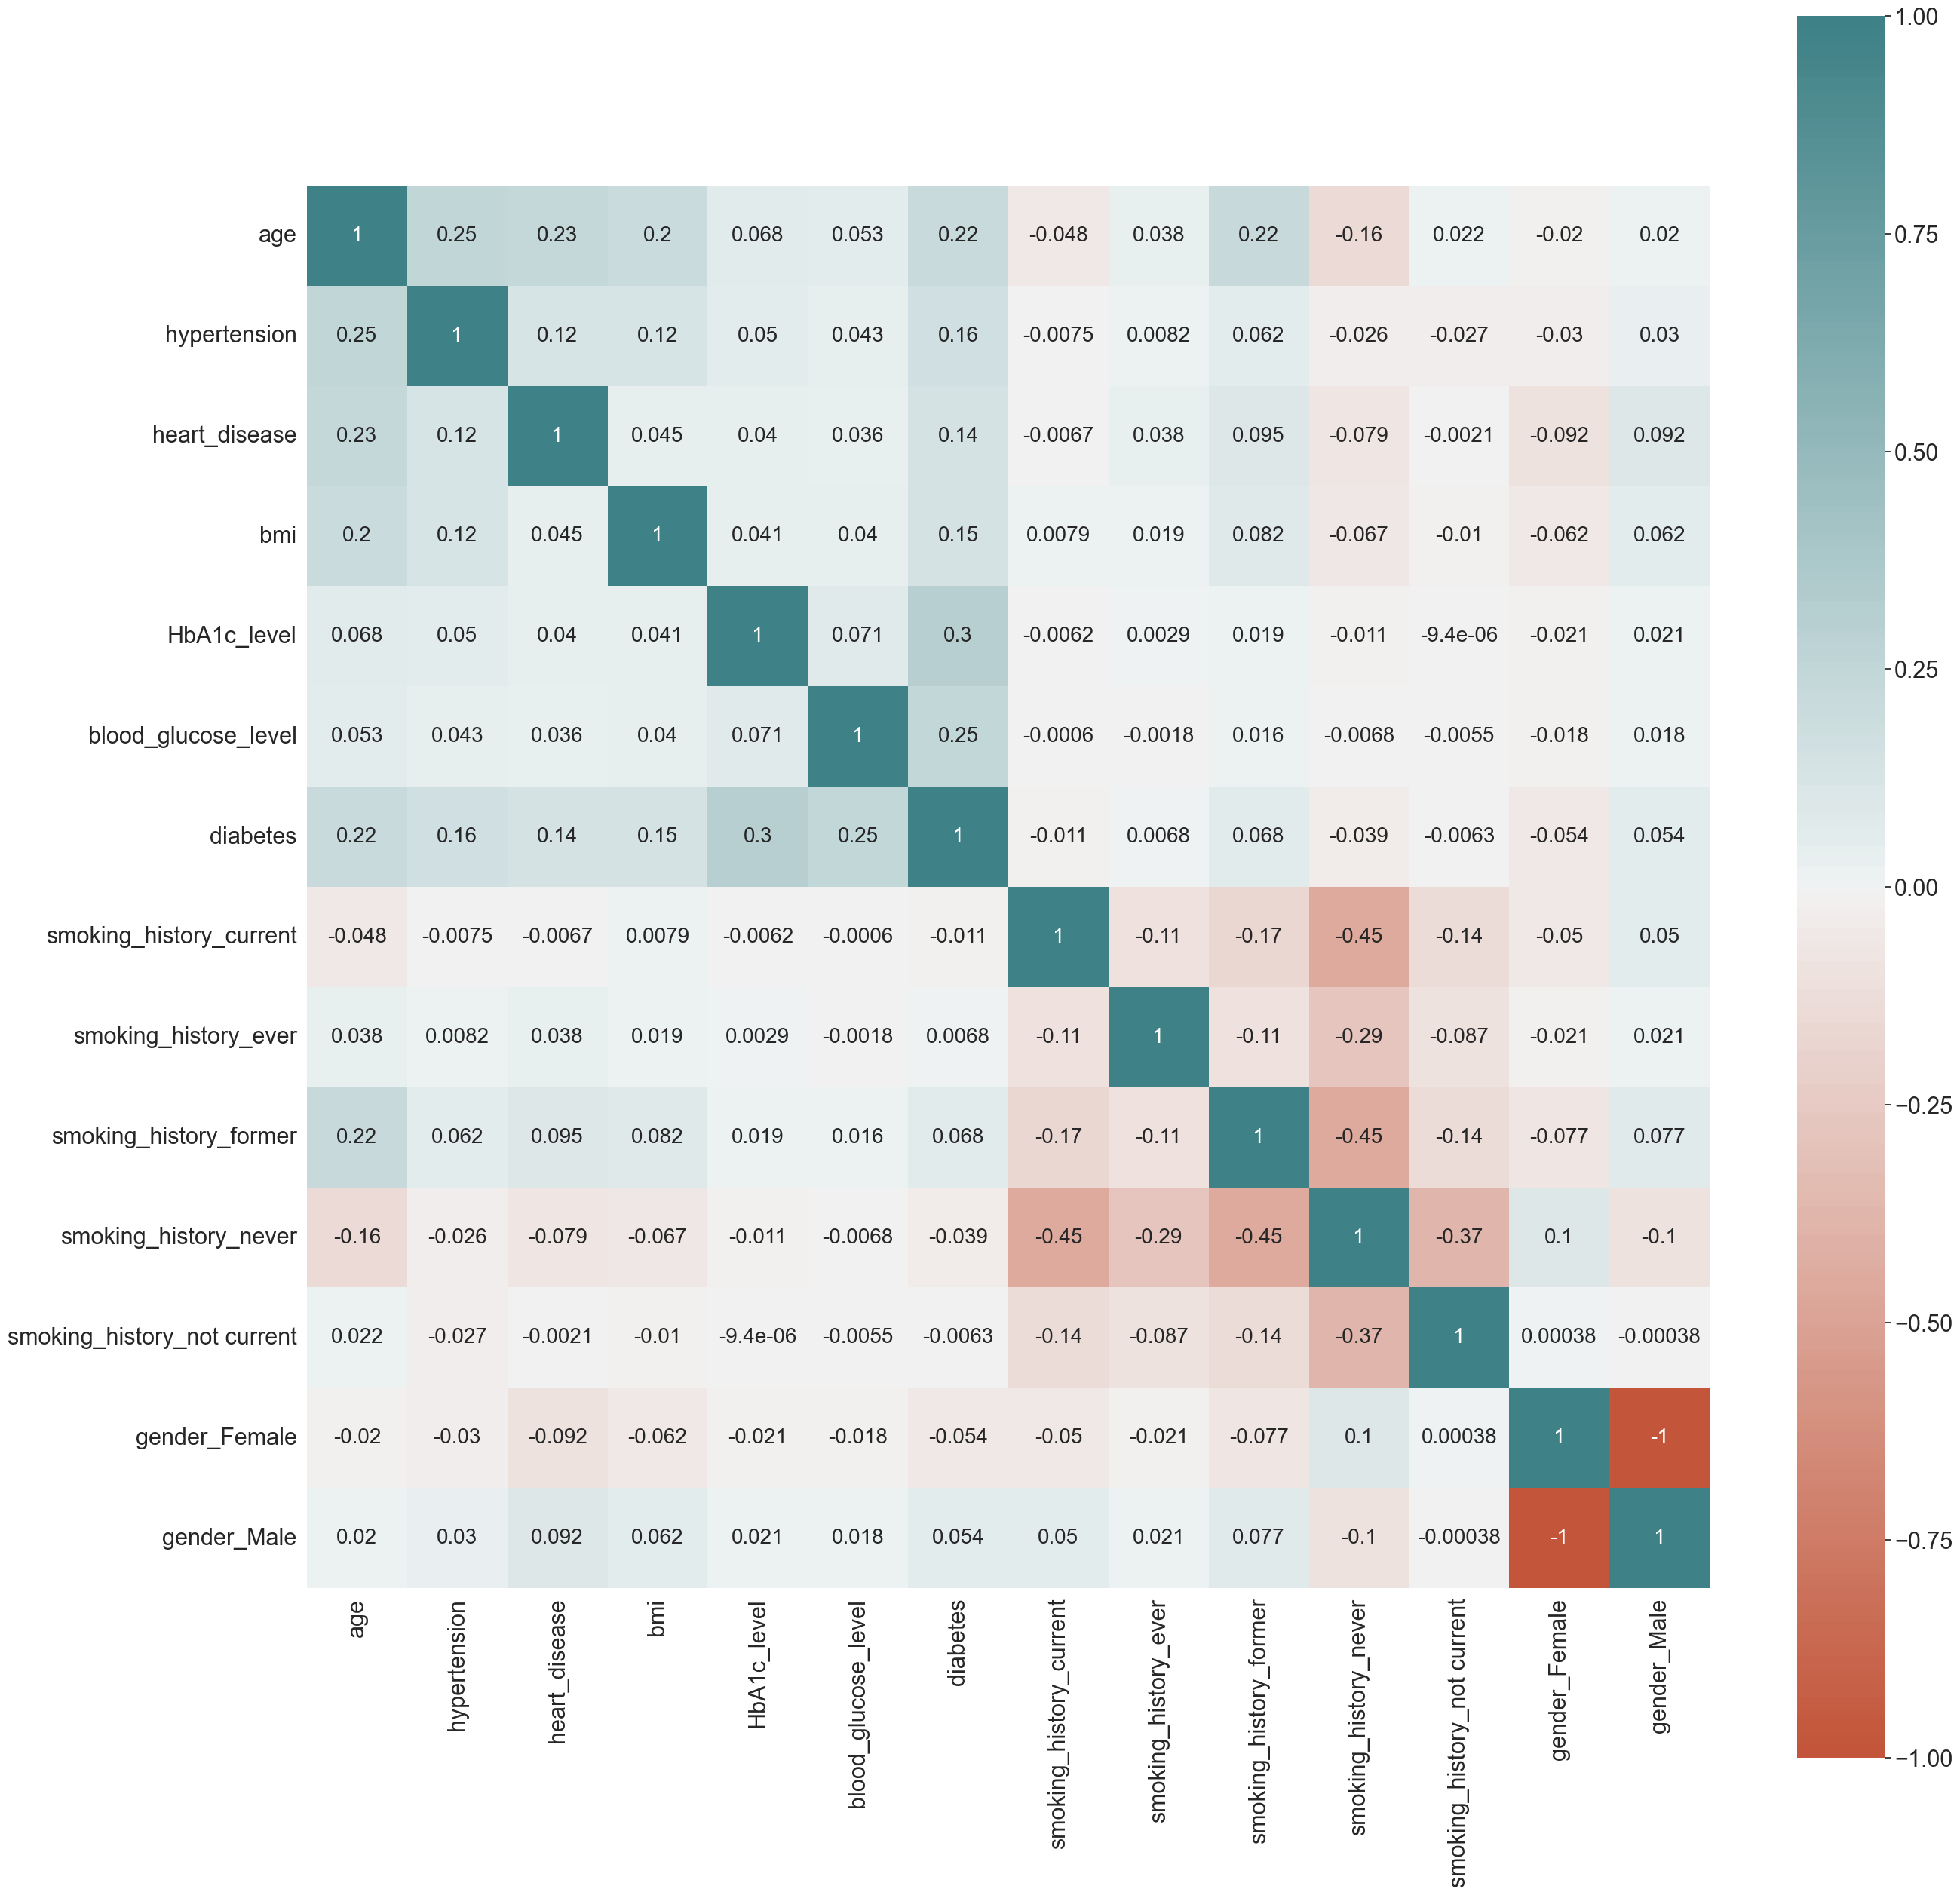 1.00
0.75
0.50
0.25
0.00
−0.25
−0.50
−0.75
−1.00
age 1 0.25 0.23 0.2 0.068 0.053 0.22 -0.048 0.038 0.22 -0.16 0.022 -0.02 0.02
hypertension 0.25 1 0.12 0.12 0.05 0.043 0.16 -0.0075 0.0082 0.062 -0.026 -0.027 -0.03 0.03
heart_disease 0.23 0.12 1 0.045 0.04 0.036 0.14 -0.0067 0.038 0.095 -0.079 -0.0021 -0.092 0.092
bmi 0.2 0.12 0.045 1 0.041 0.04 0.15 0.0079 0.019 0.082 -0.067 -0.01 -0.062 0.062
HbA1c_level 0.068 0.05 0.04 0.041 1 0.071 0.3 -0.0062 0.0029 0.019 -0.011 -9.4e-06 -0.021 0.021
blood_glucose_level 0.053 0.043 0.036 0.04 0.071 1 0.25 -0.0006 -0.0018 0.016 -0.0068 -0.0055 -0.018 0.018
diabetes 0.22 0.16 0.14 0.15 0.3 0.25 1 -0.011 0.0068 0.068 -0.039 -0.0063 -0.054 0.054
smoking_history_current -0.048 -0.0075 -0.0067 0.0079 -0.0062 -0.0006 -0.011 1 -0.11 -0.17 -0.45 -0.14 -0.05 0.05
smoking_history_ever 0.038 0.0082 0.038 0.019 0.0029 -0.0018 0.0068 -0.11 1 -0.11 -0.29 -0.087 -0.021 0.021
smoking_history_former 0.22 0.062 0.095 0.082 0.019 0.016 0.068 -0.17 -0.11 1 -0.45 -0.14 -0.077 0.077
smoking_history_never -0.16 -0.026 -0.079 -0.067 -0.011 -0.0068 -0.039 -0.45 -0.29 -0.45 1 -0.37 0.1 -0.1
smoking_history_not current 0.022 -0.027 -0.0021 -0.01 -9.4e-06 -0.0055 -0.0063 -0.14 -0.087 -0.14 -0.37 1 0.00038 -0.00038
gender_Female -0.02 -0.03 -0.092 -0.062 -0.021 -0.018 -0.054 -0.05 -0.021 -0.077 0.1 0.00038 1 -1
gender_Male 0.02 0.03 0.092 0.062 0.021 0.018 0.054 0.05 0.021 0.077 -0.1 -0.00038 -1 1
age
hypertension
heart_disease
bmi
HbA1c_level
blood_glucose_level
diabetes
smoking_history_current
smoking_history_ever
smoking_history_former
smoking_history_never
smoking_history_not current
gender_Female
gender_Male